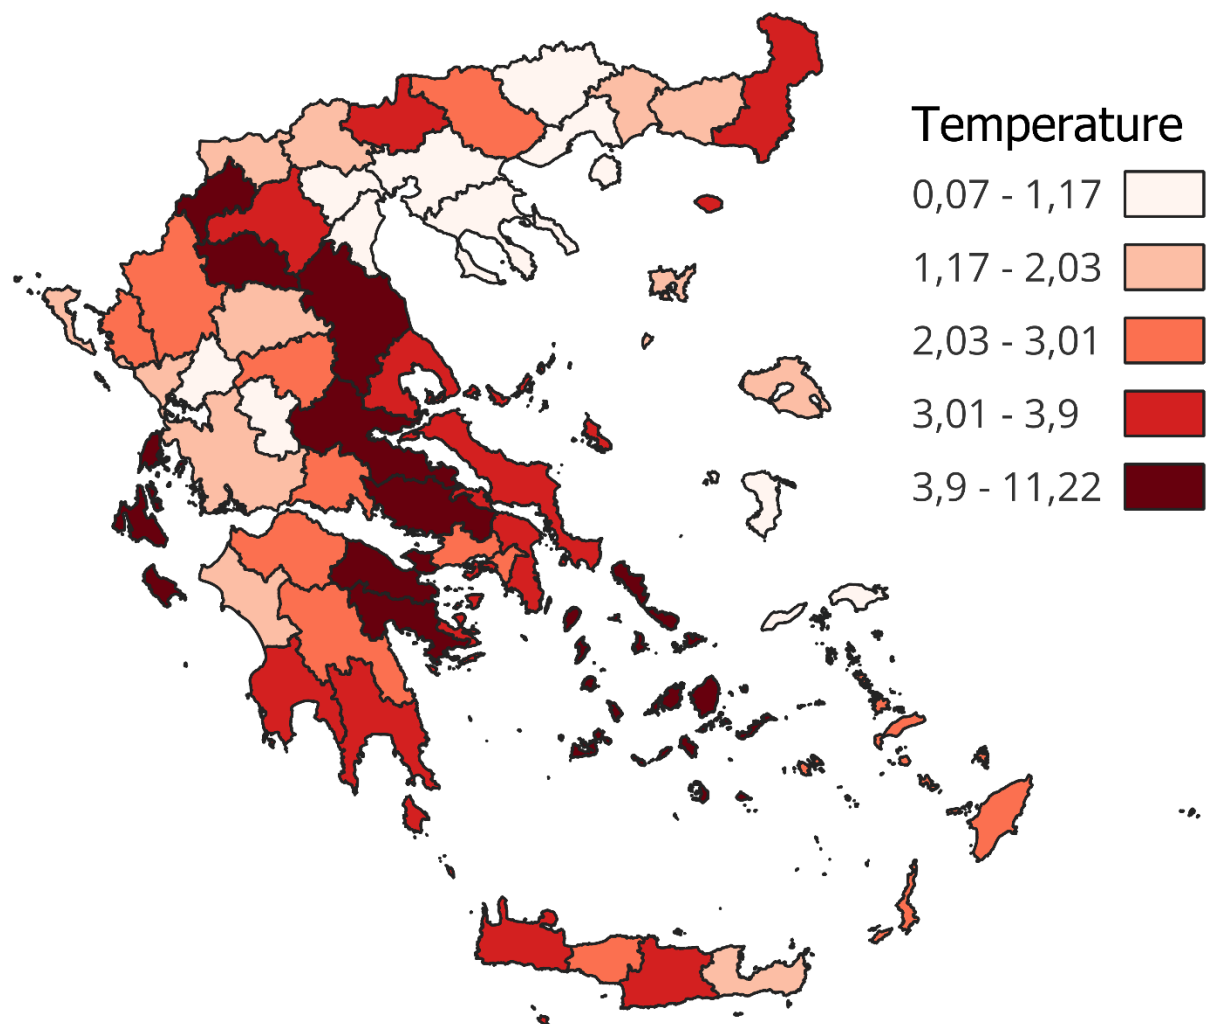 Temperature
0,07 - 1,17
1,17 - 2,03
2,03 - 3,01
3,01 - 3,9
3,9 - 11,22